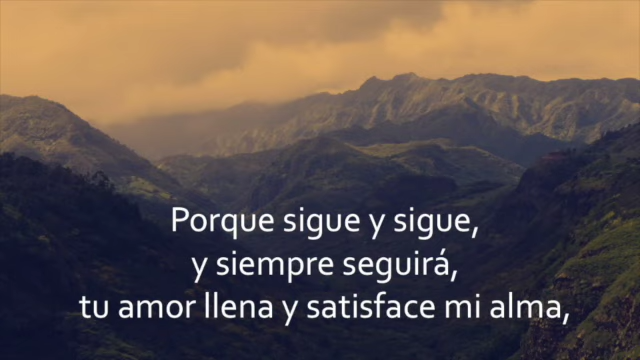 Porque sigue y sigue,
y siempre seguirá,
tu amor llena y satisface mi alma,